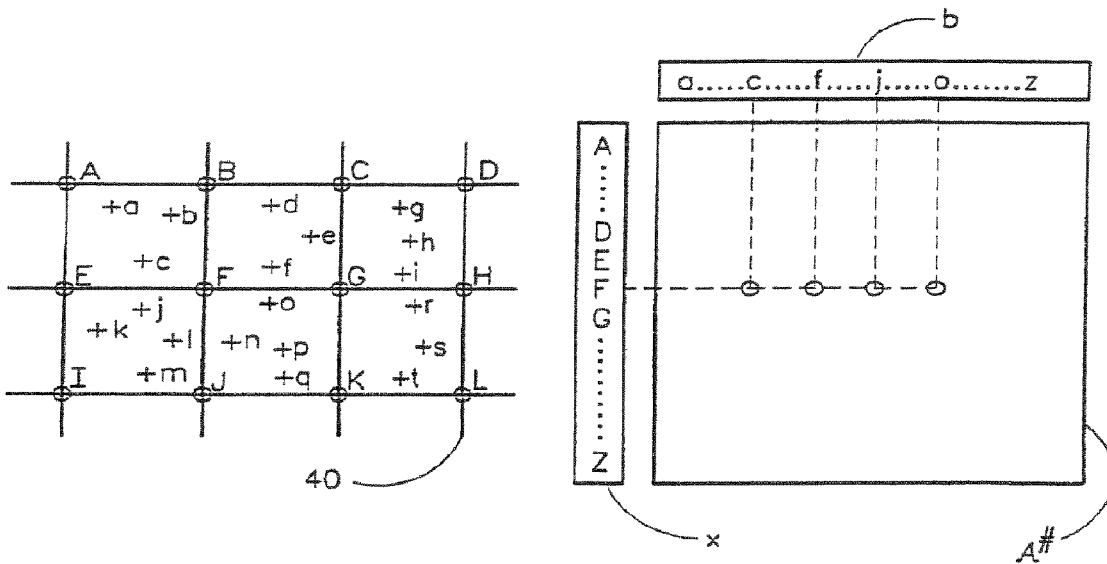 A B C D
+a +b +d +g
+e +h
+c +f +i
E F G H
+j +o +r
+k +l +n +p +s
+m +q +t
I J K L
40
b
a.....c.....f.....j.....o.......z
A
D
E
F
G
Z
x
A#